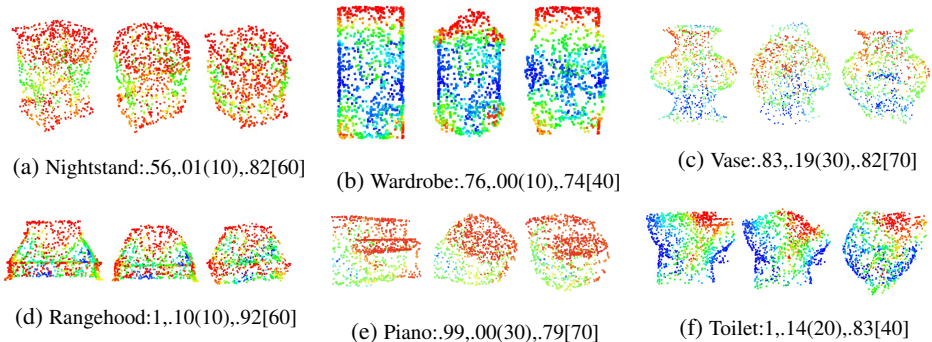 (a) Nightstand:.56,.01(10),.82[60]
(b) Wardrobe:.76,.00(10),.74[40]
(c) Vase:.83,.19(30),.82[70]
(d) Rangehood:1,.10(10),.92[60]
(e) Piano:.99,.00(30),.79[70]
(f) Toilet:1,.14(20),.83[40]